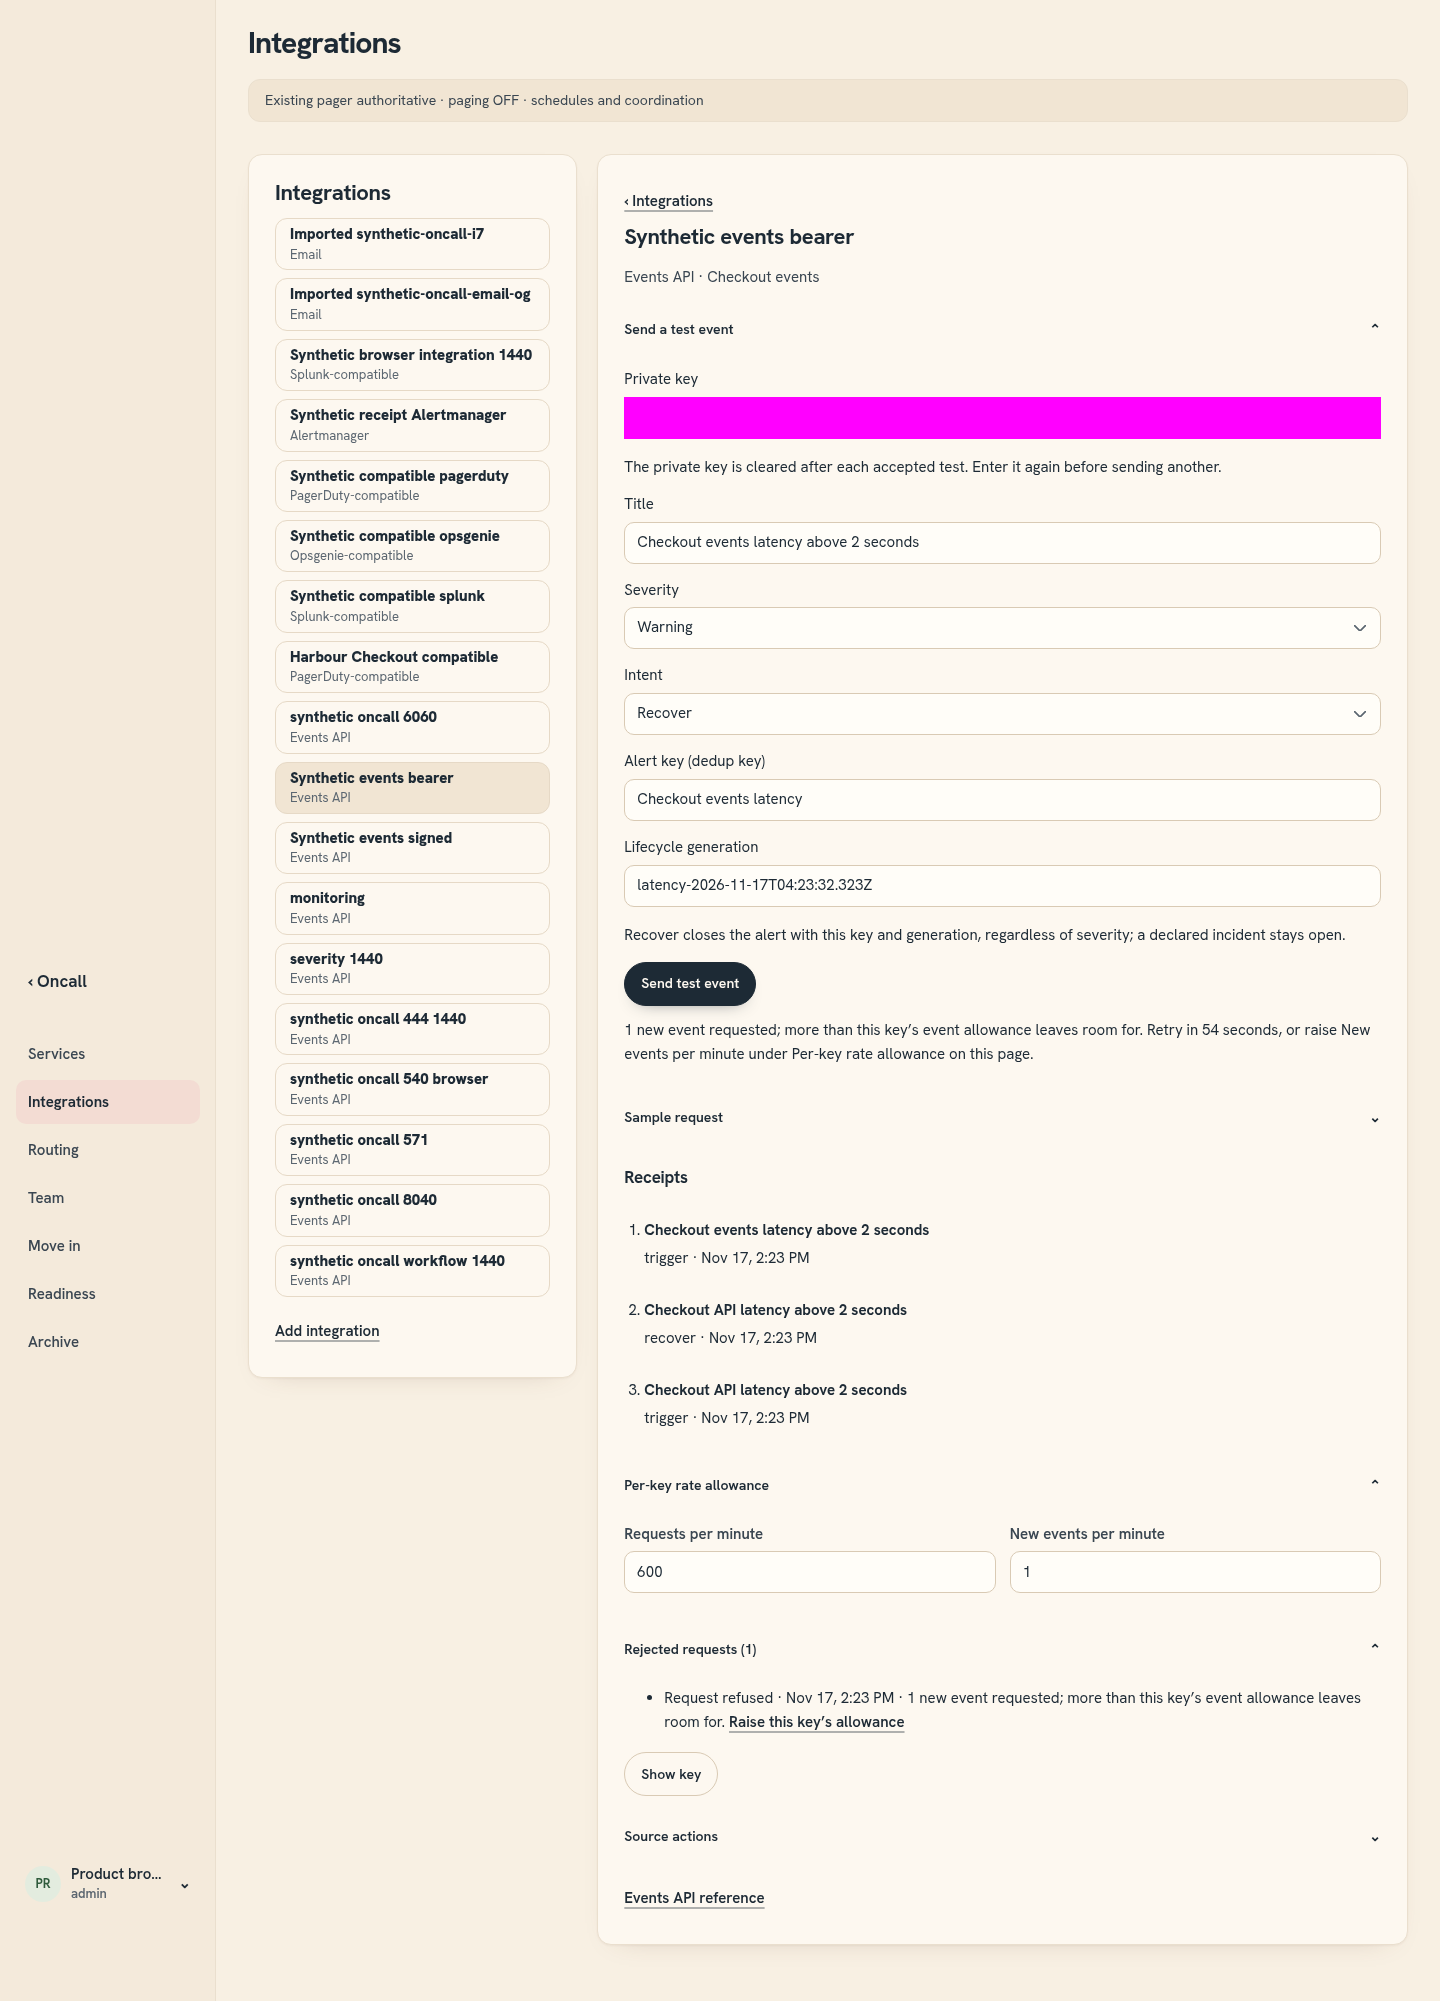 Integrations
Existing pager authoritative · paging OFF · schedules and coordination
‹ Oncall
Services
Integrations
Routing
Team
Move in
Readiness
Archive
PR
Product bro…
admin
Integrations
Imported synthetic-oncall-i7
Email
Imported synthetic-oncall-email-og
Email
Synthetic browser integration 1440
Splunk-compatible
Synthetic receipt Alertmanager
Alertmanager
Synthetic compatible pagerduty
PagerDuty-compatible
Synthetic compatible opsgenie
Opsgenie-compatible
Synthetic compatible splunk
Splunk-compatible
Harbour Checkout compatible
PagerDuty-compatible
synthetic oncall 6060
Events API
Synthetic events bearer
Events API
Synthetic events signed
Events API
monitoring
Events API
severity 1440
Events API
synthetic oncall 444 1440
Events API
synthetic oncall 540 browser
Events API
synthetic oncall 571
Events API
synthetic oncall 8040
Events API
synthetic oncall workflow 1440
Events API
Add integration
‹ Integrations
Synthetic events bearer
Events API · Checkout events
Send a test event
Private key
The private key is cleared after each accepted test. Enter it again before sending another.
Title
Checkout events latency above 2 seconds
Severity
Warning
Intent
Recover
Alert key (dedup key)
Checkout events latency
Lifecycle generation
latency-2026-11-17T04:23:32.323Z
Recover closes the alert with this key and generation, regardless of severity; a declared incident stays open.
Send test event
1 new event requested; more than this key’s event allowance leaves room for. Retry in 54 seconds, or raise New
events per minute under Per-key rate allowance on this page.
Sample request
Receipts
1. Checkout events latency above 2 seconds
trigger · Nov 17, 2:23 PM
2. Checkout API latency above 2 seconds
recover · Nov 17, 2:23 PM
3. Checkout API latency above 2 seconds
trigger · Nov 17, 2:23 PM
Per-key rate allowance
Requests per minute
New events per minute
600
1
Rejected requests (1)
• Request refused · Nov 17, 2:23 PM · 1 new event requested; more than this key’s event allowance leaves
room for. Raise this key’s allowance
Show key
Source actions
Events API reference